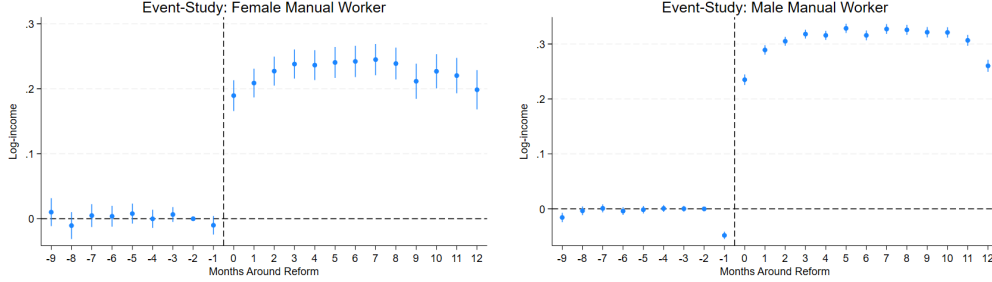 Event-Study: Female Manual Worker
.3
.2
.1
0
Log-income
-9 -8 -7 -6 -5 -4 -3 -2 -1 0 1 2 3 4 5 6 7 8 9 10 11 12
Months Around Reform
Event-Study: Male Manual Worker
.3
.2
.1
0
Log-income
-9 -8 -7 -6 -5 -4 -3 -2 -1 0 1 2 3 4 5 6 7 8 9 10 11 12
Months Around Reform